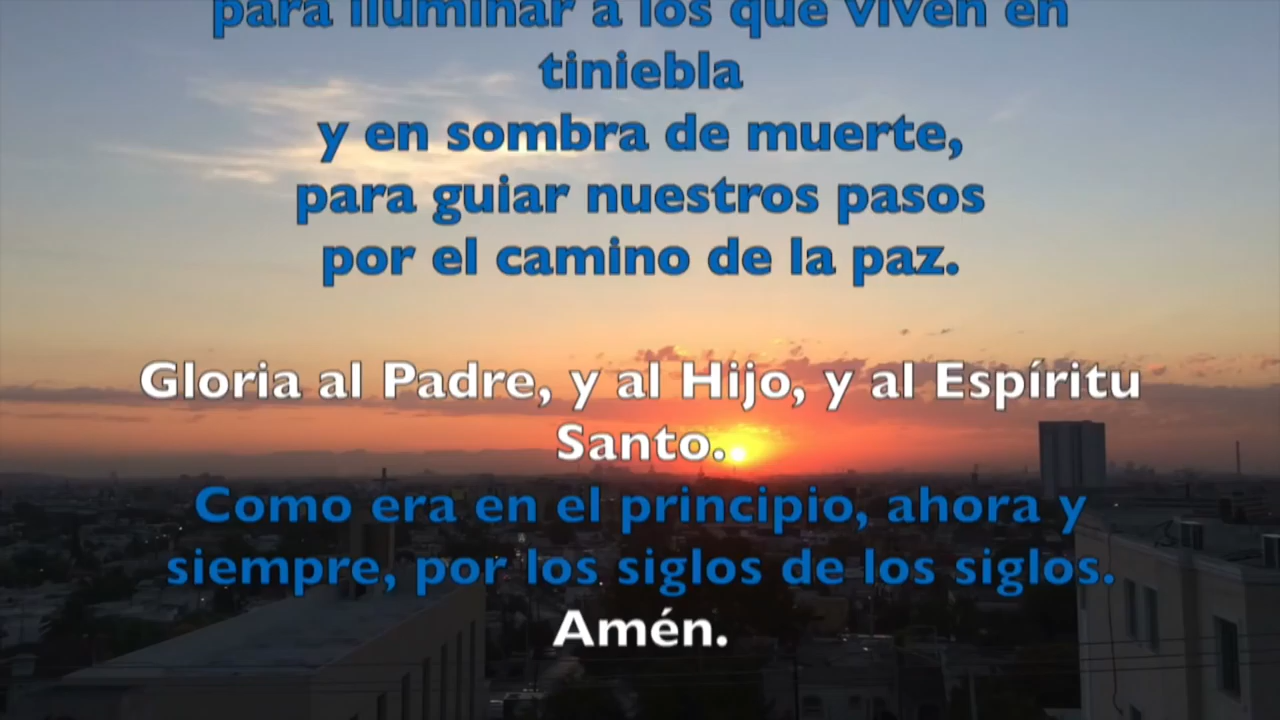 para iluminar a los que viven en
tiniebla
y en sombra de muerte,
para guiar nuestros pasos
por el camino de la paz.
Gloria al Padre, y al Hijo, y al Espíritu
Santo.
Como era en el principio, ahora y
siempre, por los siglos de los siglos.
Amén.